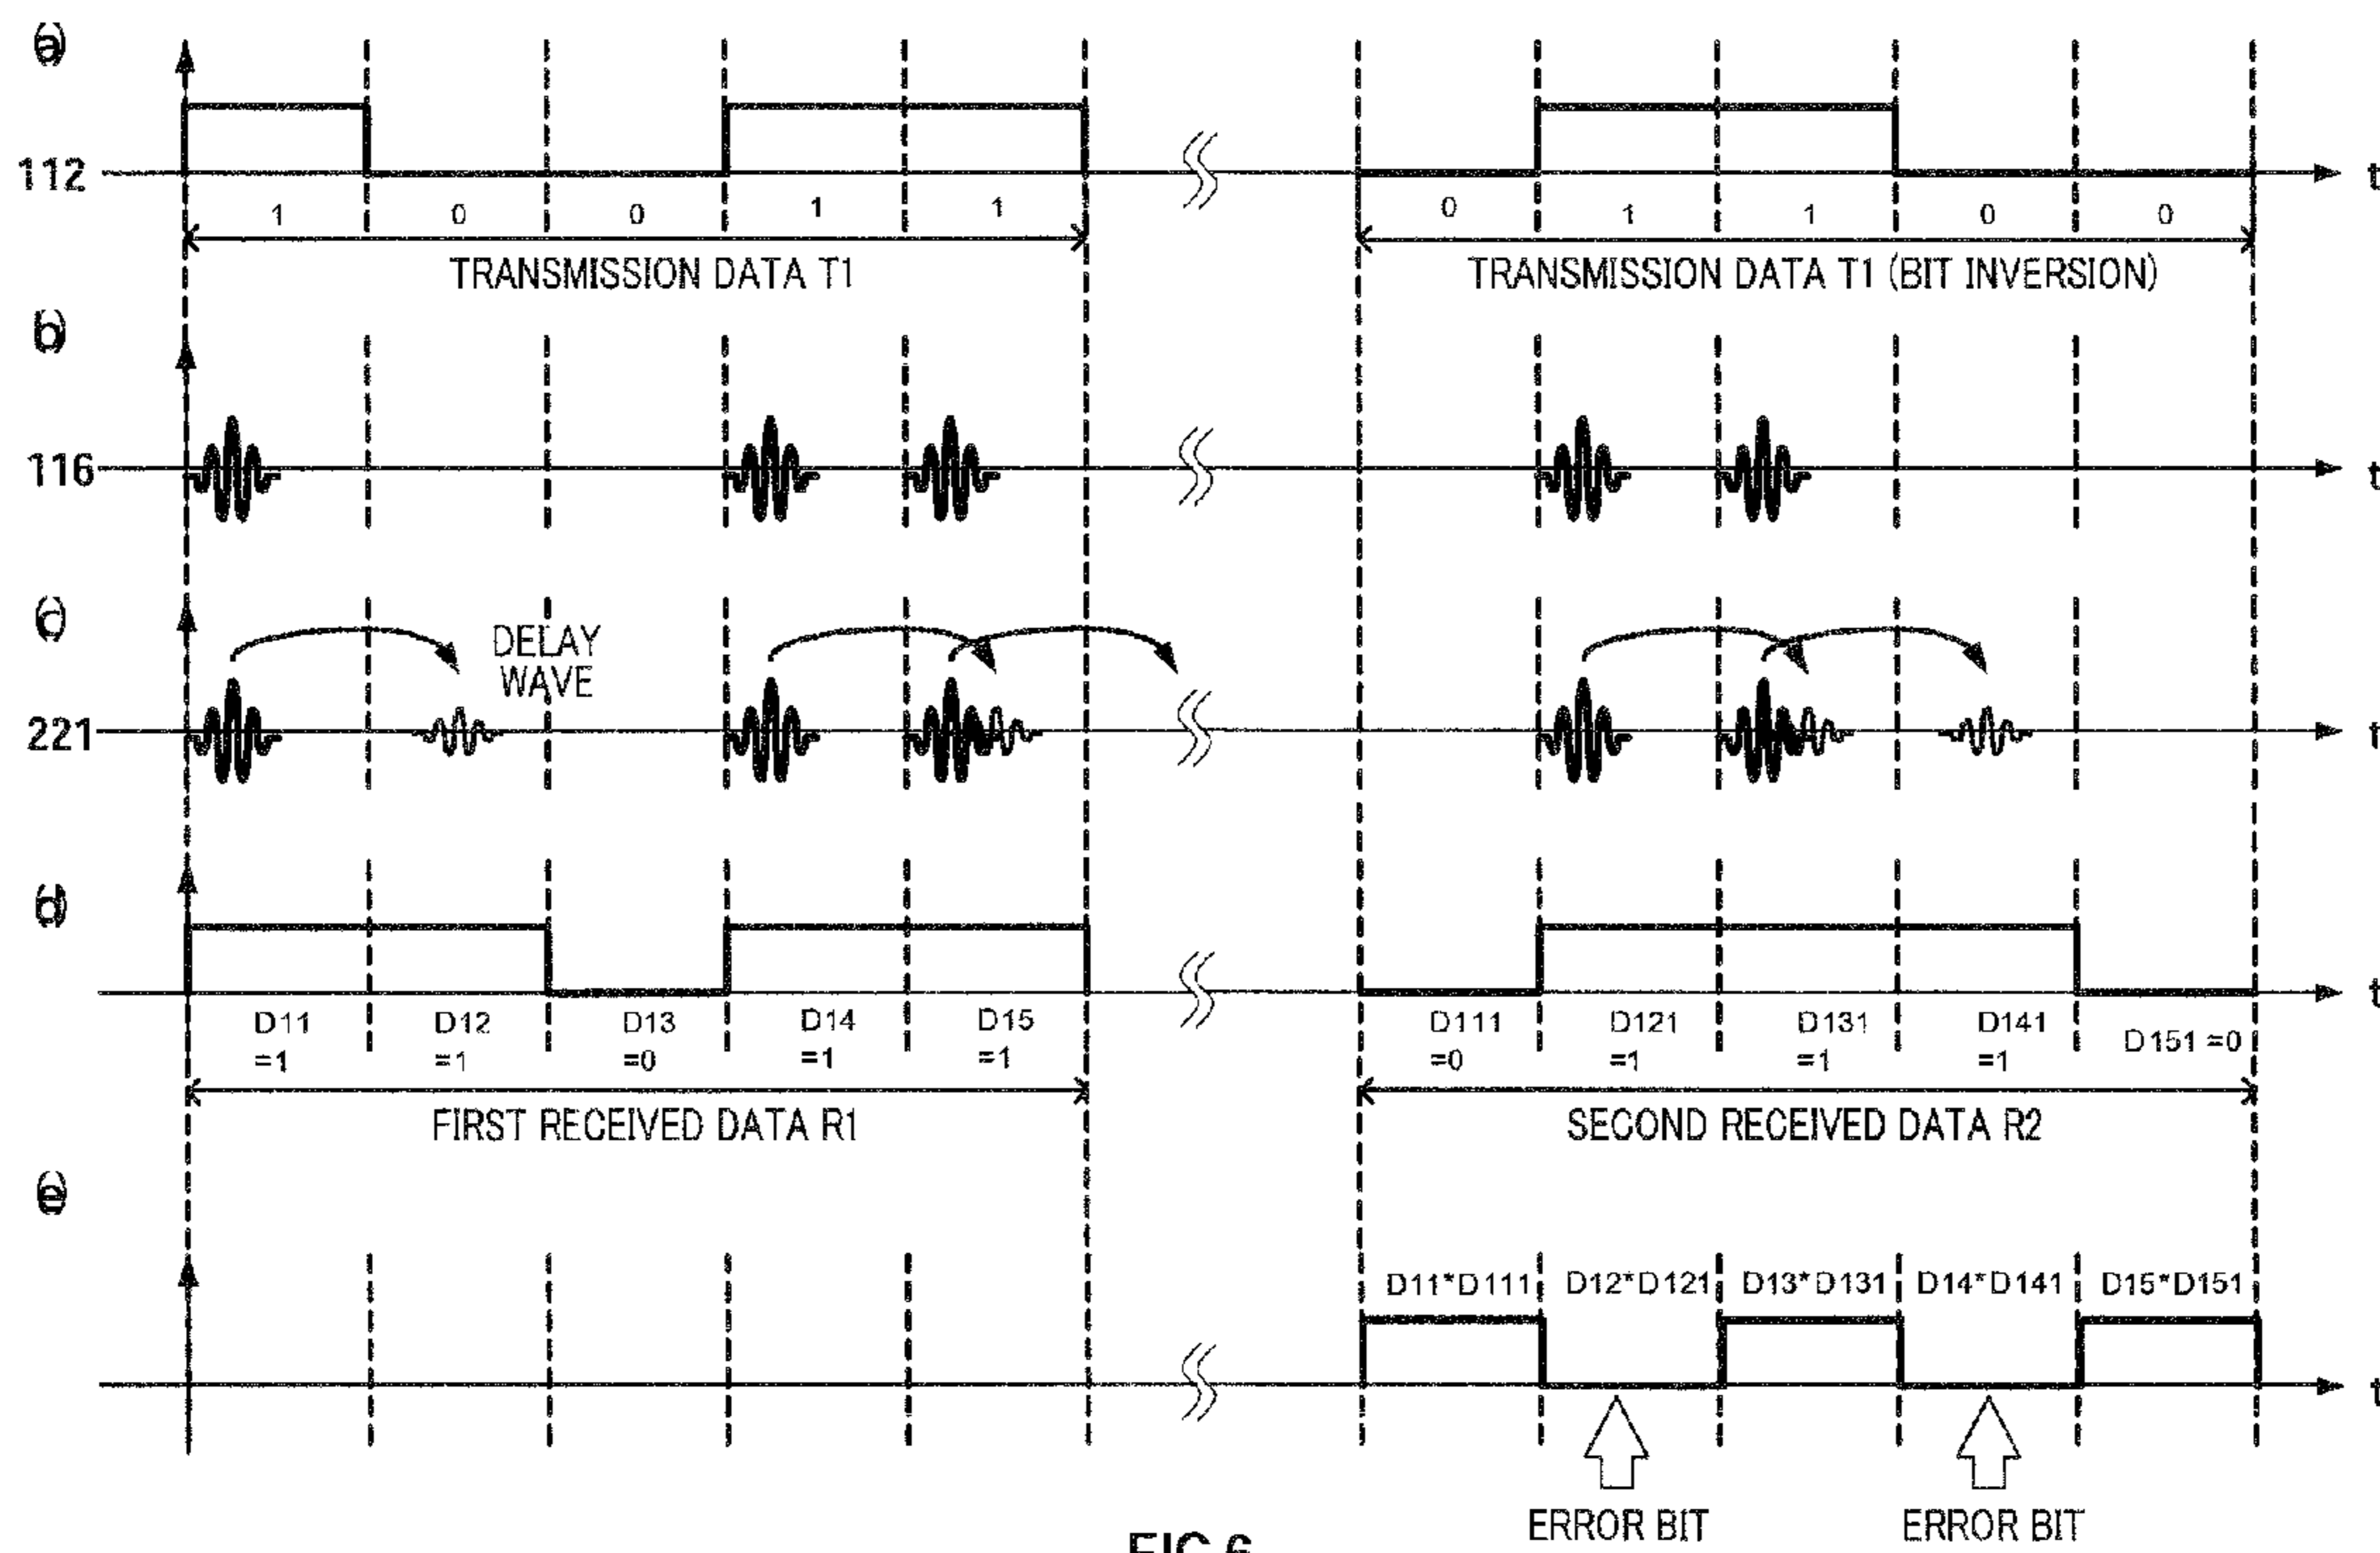 a)
112
t
1 0 0 1 1
0 1 1 0 0
TRANSMISSION DATA T1
TRANSMISSION DATA T1 (BIT INVERSION)
b)
116
t
c)
DELAY
WAVE
221
t
d)
t
D11
=1
D12
=1
D13
=0
D14
=1
D15
=1
D111
=0
D121
=1
D131
=1
D141
=1
D151 =0
FIRST RECEIVED DATA R1
SECOND RECEIVED DATA R2
e)
D11*D111
D12*D121
D13*D131
D14*D141
D15*D151
t
ERROR BIT
ERROR BIT
FIG.6